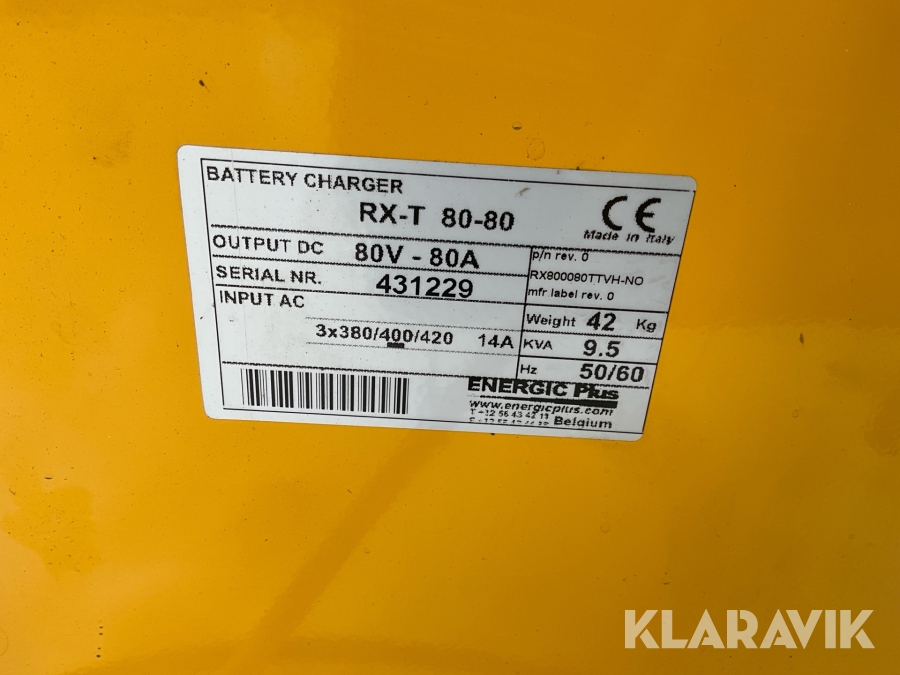 BATTERY CHARGER
RX-T 80-80
CE
Made in Italy
OUTPUT DC 80V - 80A
p/n rev. 0
SERIAL NR. 431229
RX800080TTVH-NO
mfr label rev. 0
INPUT AC
Weight 42 Kg
3x380/400/420 14A
KVA 9.5
Hz 50/60
ENERGIC Plus
www.energicplus.com
Belgium
KLARAVIK